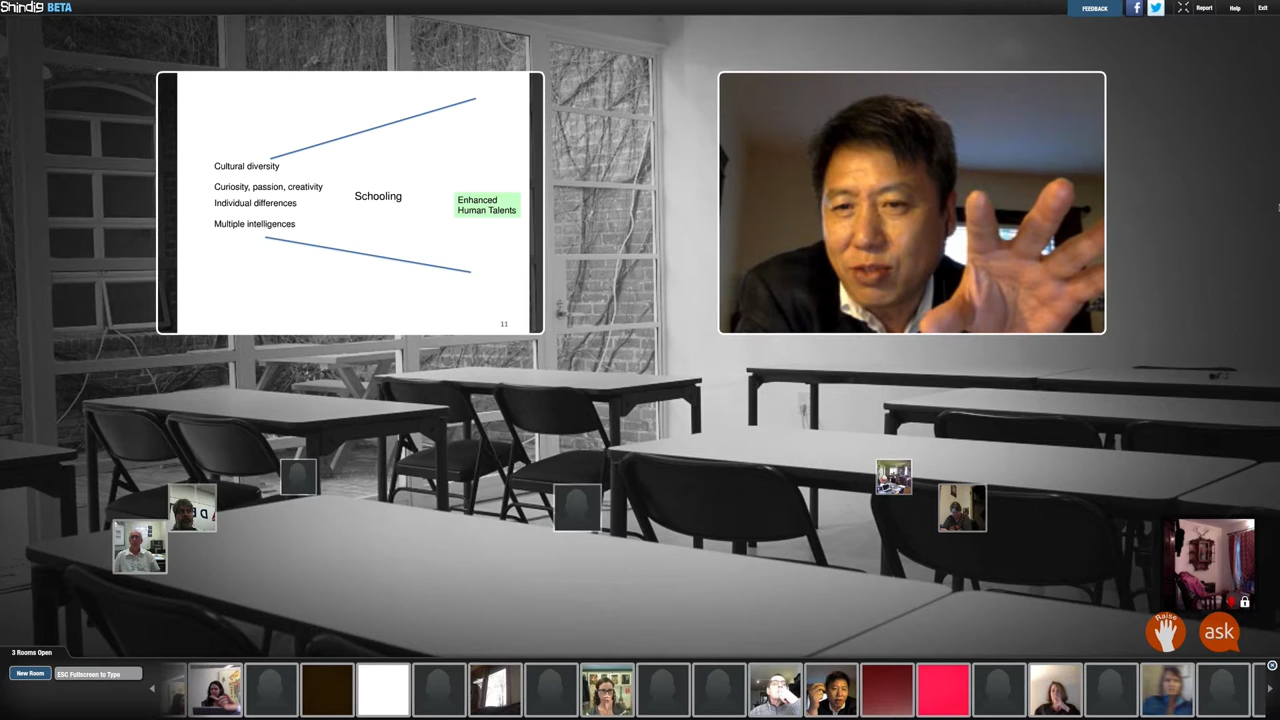 Shindig BETA
FEEDBACK
f
Report
Help
Exit
Cultural diversity
Curiosity, passion, creativity
Individual differences
Multiple intelligences
Schooling
Enhanced
Human Talents
11
D E
Raise
ask
3 Rooms Open
New Room
ESC Fullscreen to Type